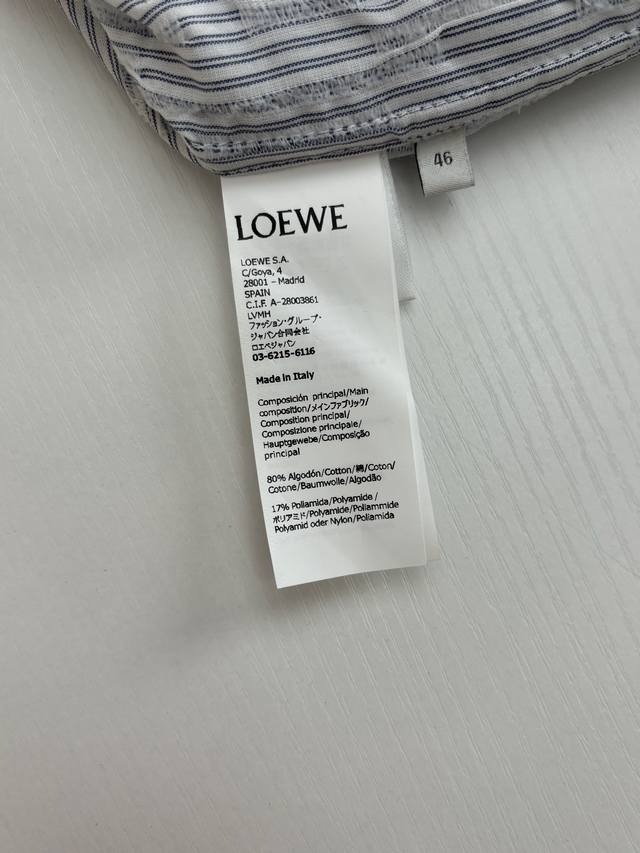 46
LOEWE
LOEWE S.A.
C/Goya, 4
28001 – Madrid
SPAIN
C.I.F. A-28003861
LVMH
ファッション・グループ・
ジャパン合同会社
ロエベジャパン
03-6215-6116
Made in Italy
Composición principal/Main
composition/メインファブリック/
Composition principal/
Composizione principale/
Hauptgewebe/Composição
principal
80% Algodón/Cotton/綿/Coton/
Cotone/Baumwolle/Algodão
17% Poliamida/Polyamide/
ポリアミド/Polyamide/Poliammide
Polyamid oder Nylon/Poliamida